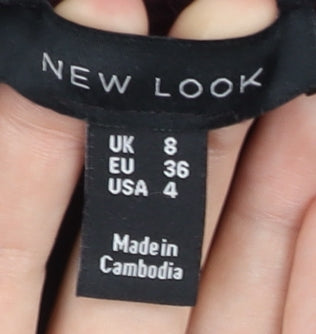 NEW LOOK
UK 8
EU 36
USA 4
Made in
Cambodia